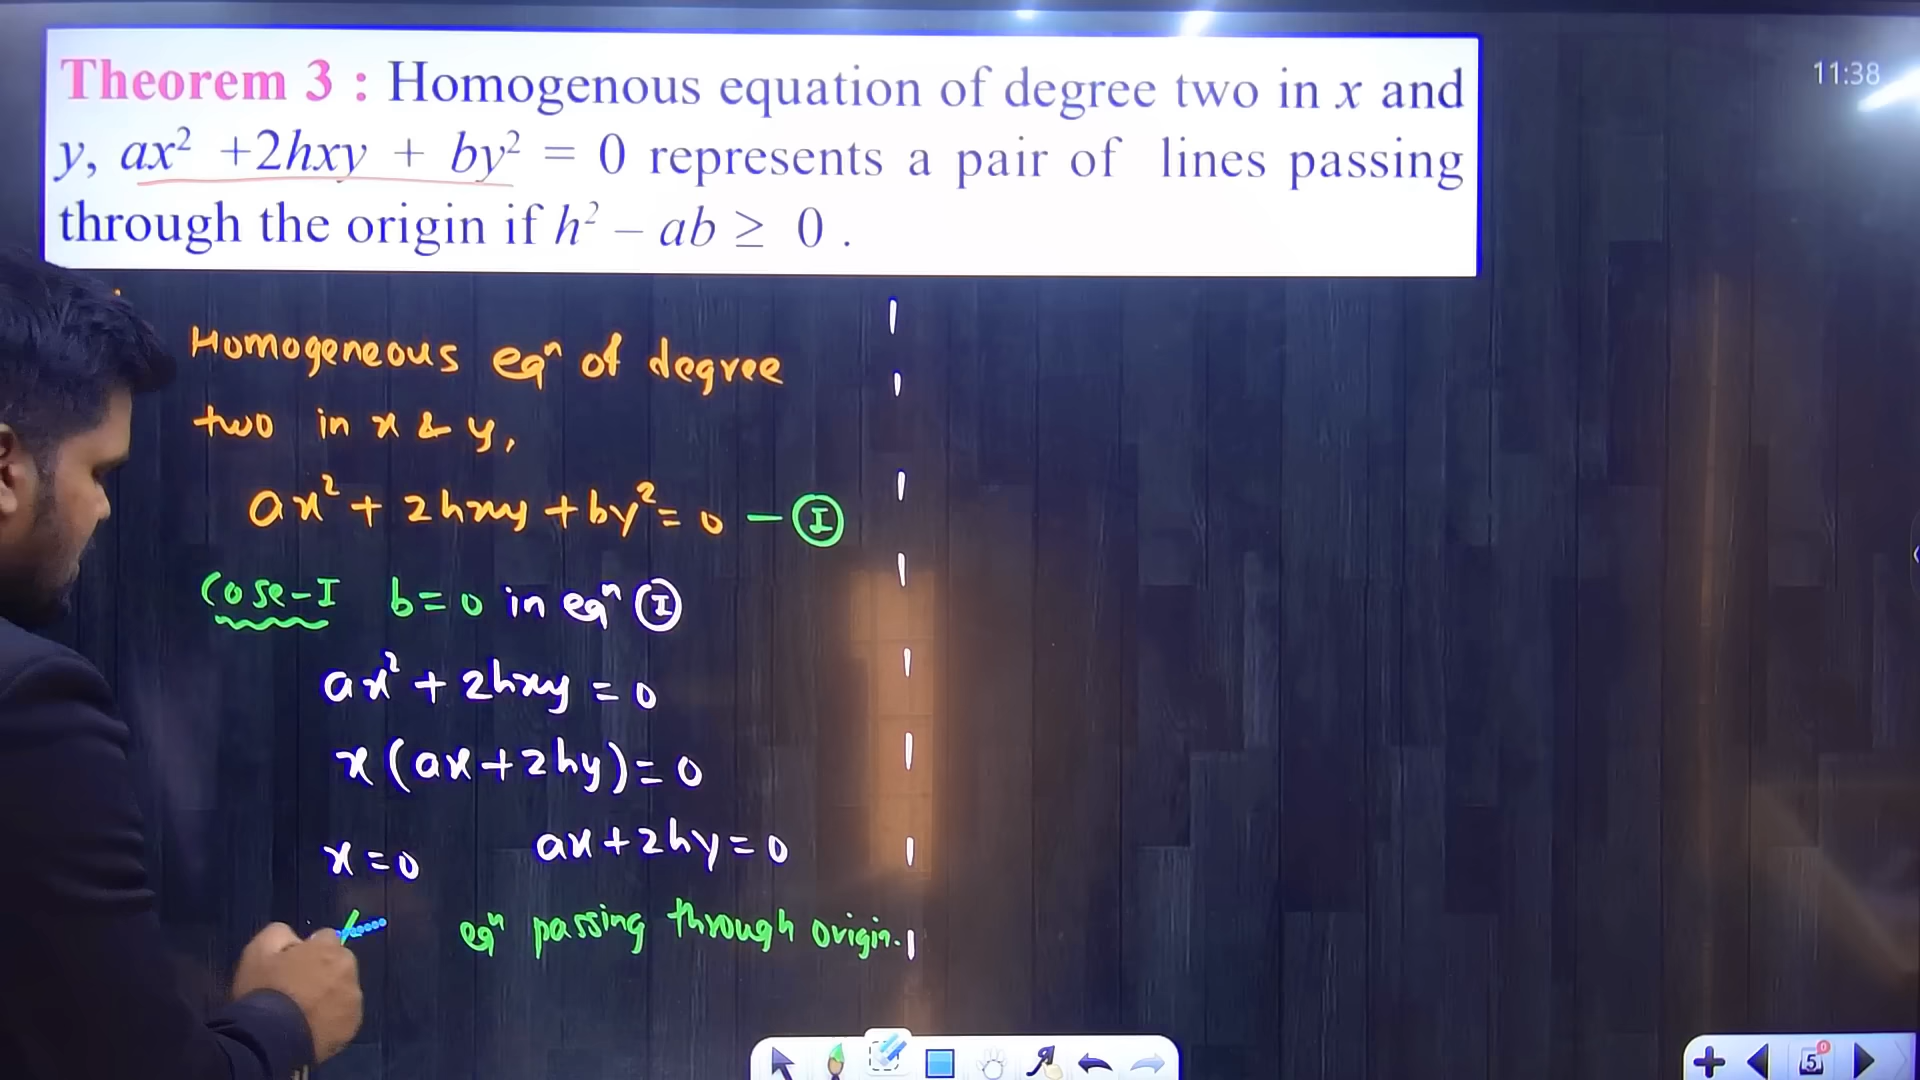 11:38
Theorem 3 : Homogenous equation of degree two in x and
y, ax² +2hxy + by² = 0 represents a pair of lines passing
through the origin if h² – ab ≥ 0 .
Homogeneous eqⁿ of degree
two in x & y,
ax² + 2hxy + by² = 0 — Ⓘ
Case-I b=0 in eqⁿ Ⓘ
ax² + 2hxy = 0
x(ax+2hy)=0
x=0 ax+2hy=0
eqⁿ passing through origin.
5
0